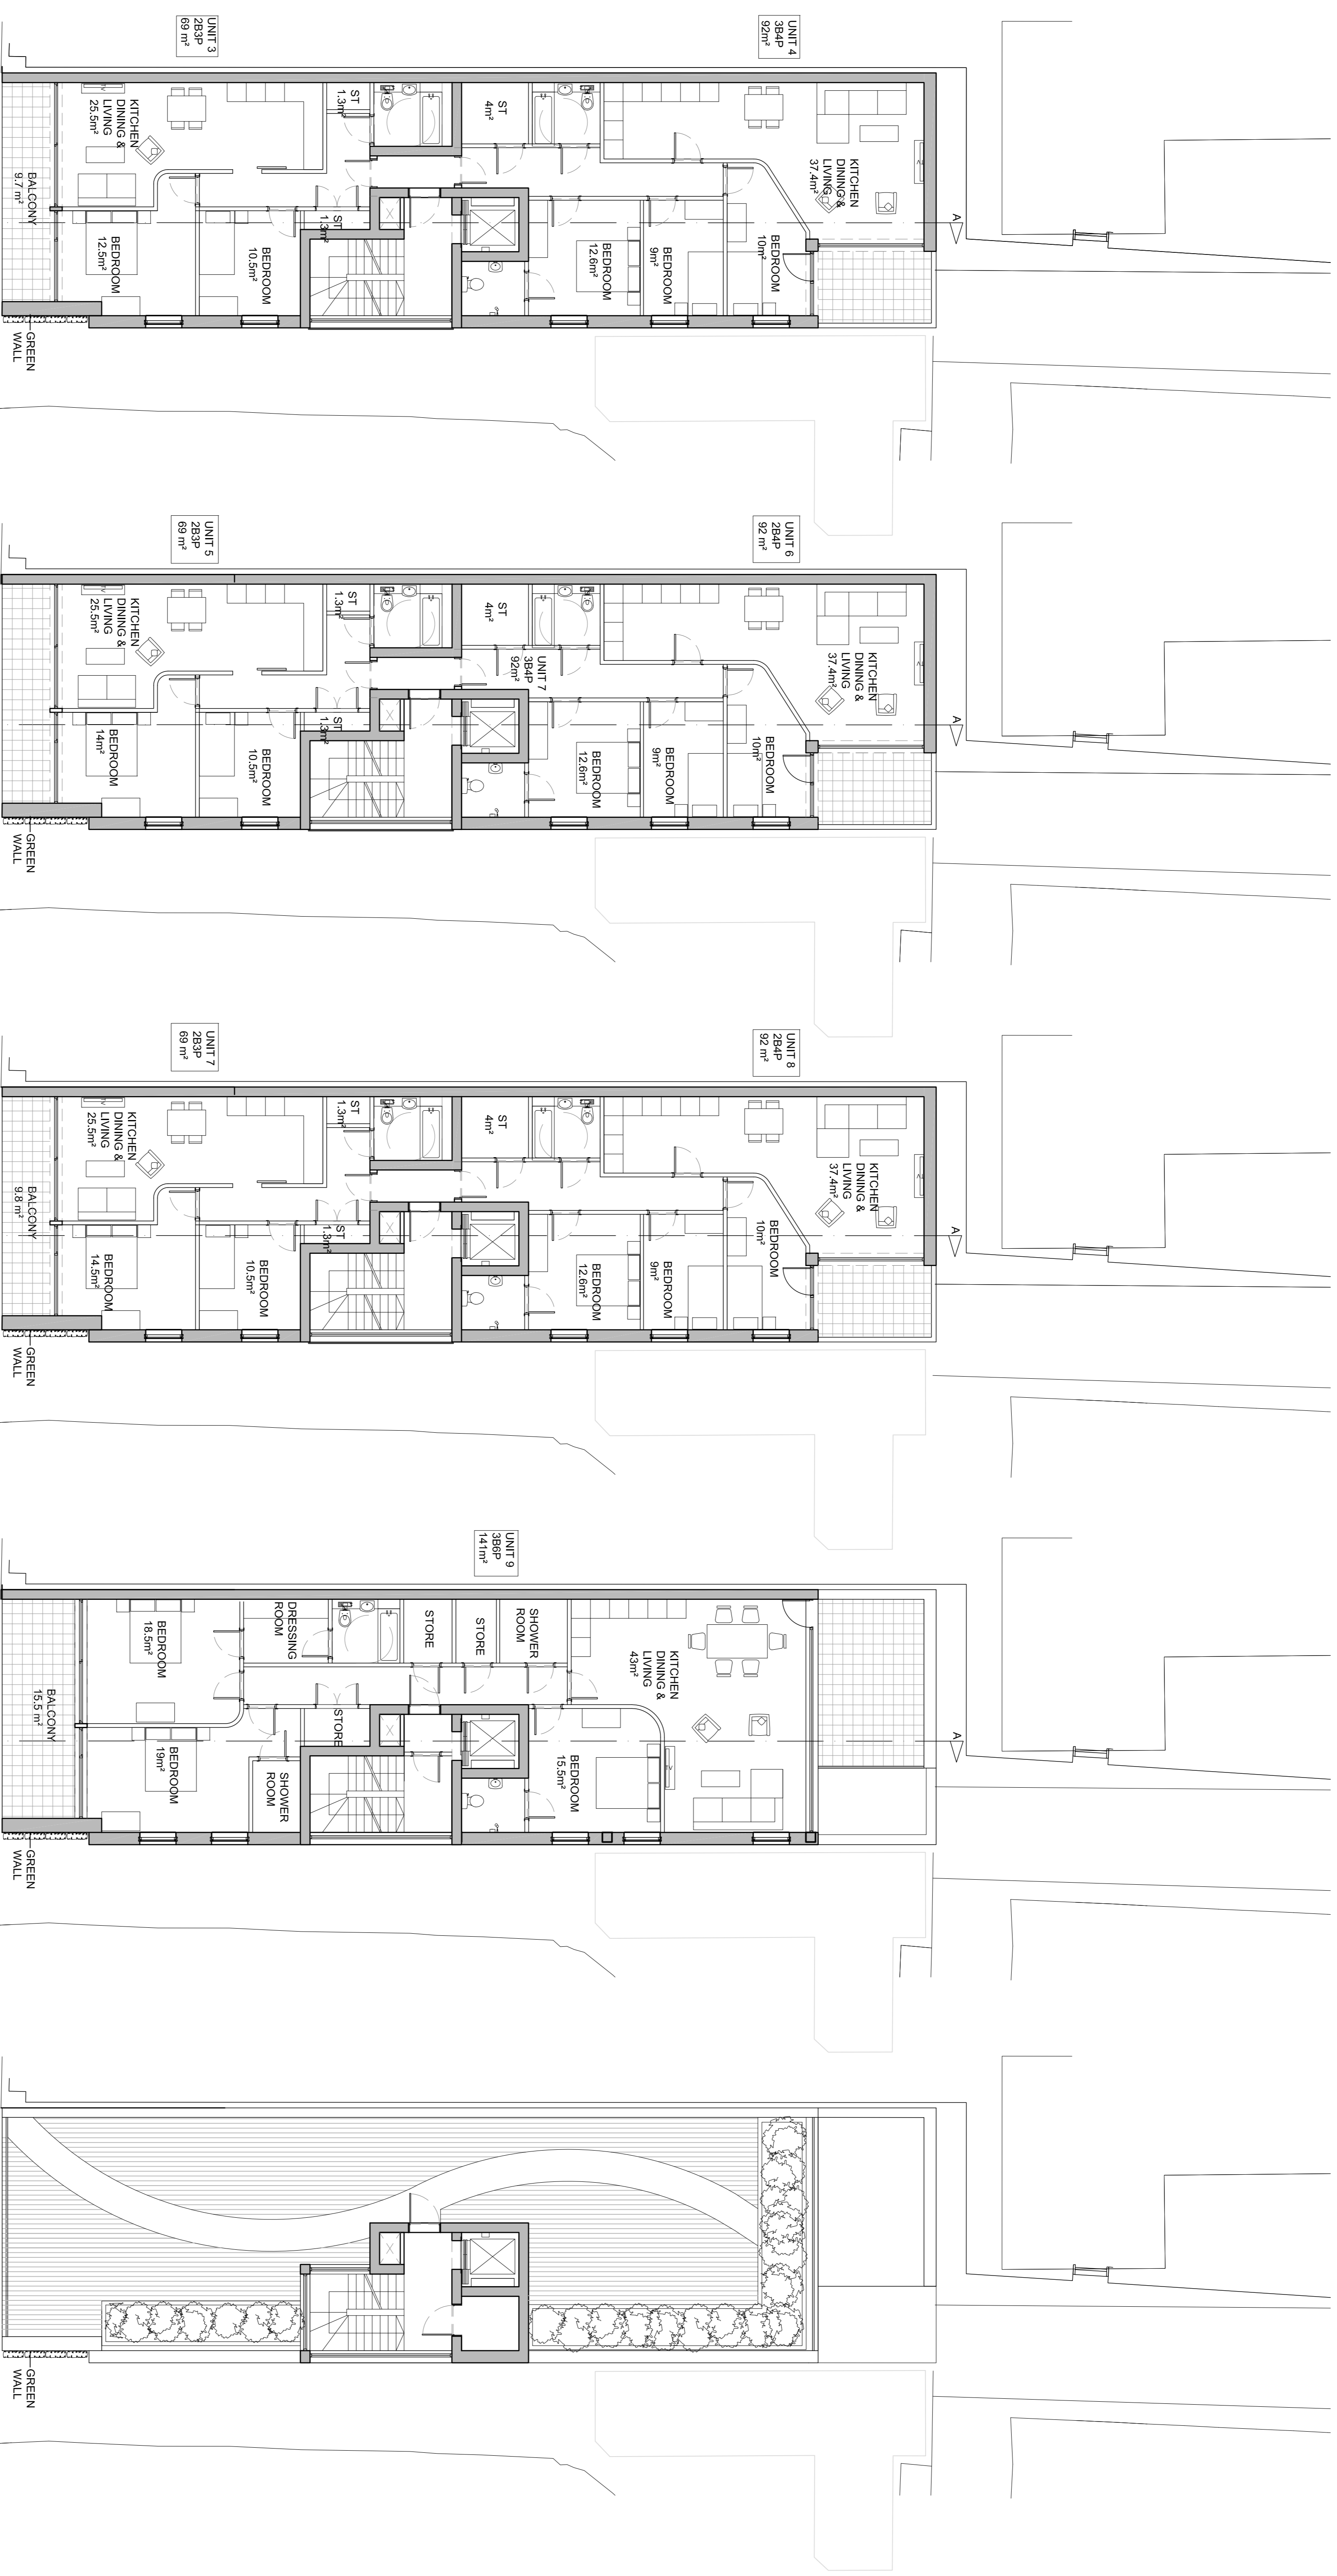 UNIT 4
3B4P
92m²
UNIT 3
2B3P
69 m²
KITCHEN
DINING &
LIVING
37.4m²
A
ST
4m²
ST
1.3m²
KITCHEN
DINING &
LIVING
25.5m²
BALCONY
9.7 m²
BEDROOM
10m²
BEDROOM
9m²
BEDROOM
12.6m²
ST
1.3m²
BEDROOM
10.5m²
BEDROOM
12.5m²
GREEN
WALL
UNIT 6
2B4P
92 m²
UNIT 5
2B3P
69 m²
KITCHEN
DINING &
LIVING
37.4m²
A
ST
4m²
UNIT 7
3B4P
92m²
ST
1.3m²
KITCHEN
DINING &
LIVING
25.5m²
BEDROOM
10m²
BEDROOM
9m²
BEDROOM
12.6m²
ST
1.3m²
BEDROOM
10.5m²
BEDROOM
14m²
GREEN
WALL
UNIT 8
2B4P
92 m²
UNIT 7
2B3P
69 m²
KITCHEN
DINING &
LIVING
37.4m²
A
ST
4m²
ST
1.3m²
KITCHEN
DINING &
LIVING
25.5m²
BALCONY
9.8 m²
BEDROOM
10m²
BEDROOM
9m²
BEDROOM
12.6m²
ST
1.3m²
BEDROOM
10.5m²
BEDROOM
14.5m²
GREEN
WALL
UNIT 9
3B6P
141m²
KITCHEN
DINING &
LIVING
43m²
A
SHOWER
ROOM
STORE
STORE
DRESSING
ROOM
BEDROOM
18.5m²
BALCONY
15.5 m²
BEDROOM
15.5m²
STORE
SHOWER
ROOM
BEDROOM
19m²
GREEN
WALL
GREEN
WALL